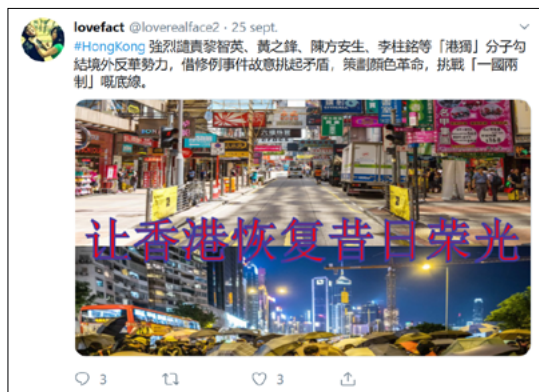 lovefact @loverealface2 · 25 sept.
#HongKong 強烈譴責黎智英、黃之鋒、陳方安生、李柱銘等「港獨」分子勾
結境外反華勢力，借修例事件故意挑起矛盾，策劃顏色革命，挑戰「一國兩
制」嘅底線。
让香港恢复昔日荣光
3
3